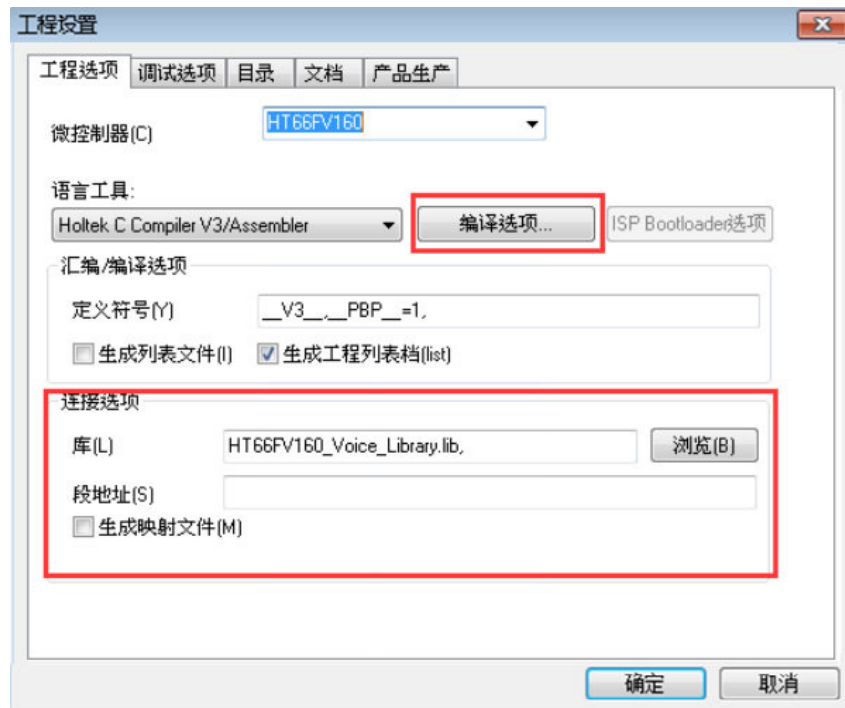 工程设置
工程选项 调试选项 目录 文档 产品生产
微控制器(C) HT66FV160
语言工具:
Holtek C Compiler V3/Assembler 编译选项... ISP Bootloader选项
汇编/编译选项
定义符号(Y) __V3__,__PBP__=1,
生成列表文件(I) 生成工程列表档(list)
连接选项
库(L) HT66FV160_Voice_Library.lib, 浏览(B)
段地址(S)
生成映射文件(M)
确定 取消